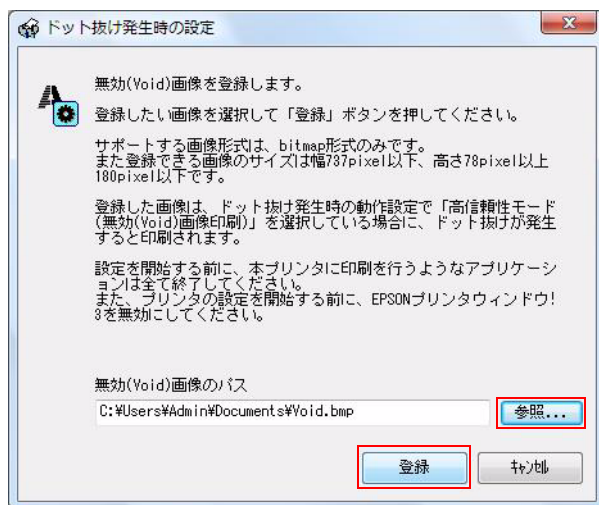 ドット抜け発生時の設定
無効(Void)画像を登録します。
登録したい画像を選択して「登録」ボタンを押してください。
サポートする画像形式は、bitmap形式のみです。
また登録できる画像のサイズは幅737pixel以下、高さ78pixel以上
180pixel以下です。
登録した画像は、ドット抜け発生時の動作設定で「高信頼性モード
(無効(Void)画像印刷)」を選択している場合に、ドット抜けが発生
すると印刷されます。
設定を開始する前に、本プリンタに印刷を行うようなアプリケーシ
ョンは全て終了してください。
また、プリンタの設定を開始する前に、EPSONプリンタウィンドウ!
3を無効にしてください。
無効(Void)画像のパス
C:¥Users¥Admin¥Documents¥Void.bmp 参照...
登録 ｷｬﾝｾﾙ